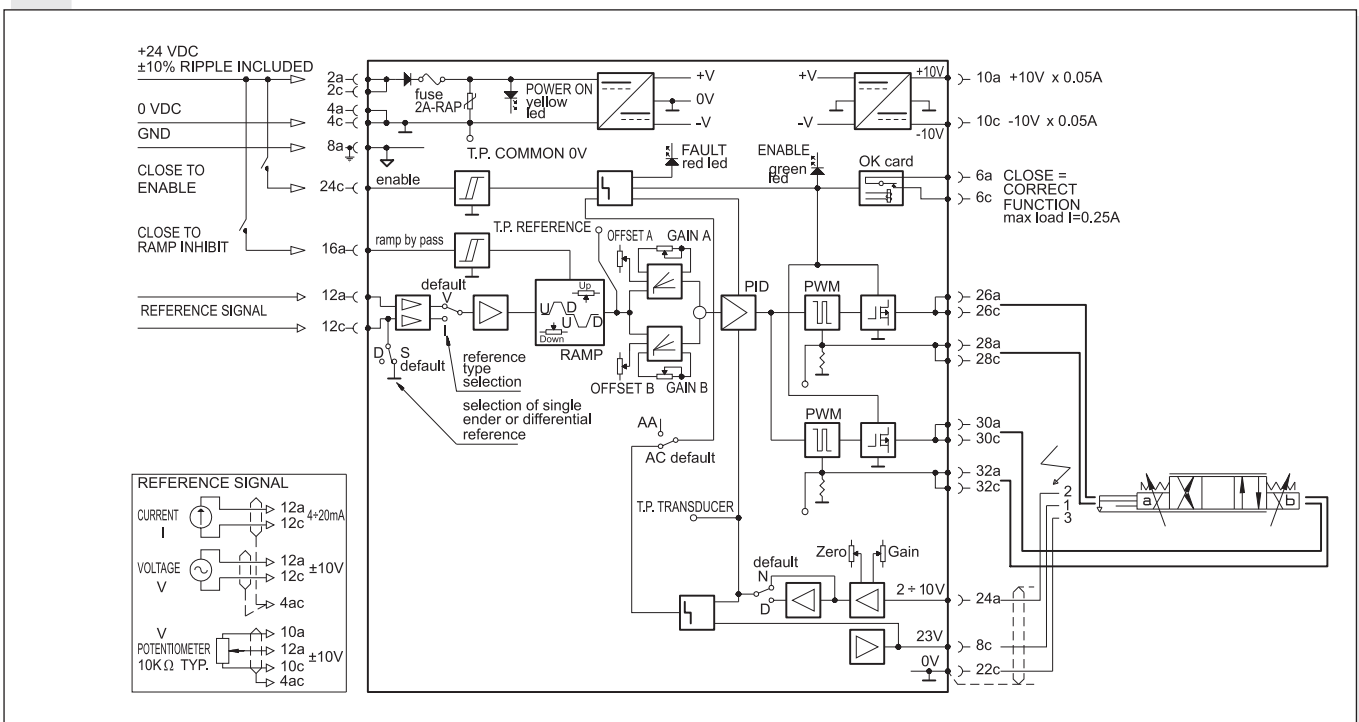 +24 VDC
±10% RIPPLE INCLUDED
0 VDC
GND
CLOSE TO
ENABLE
CLOSE TO
RAMP INHIBIT
REFERENCE SIGNAL
2a
2c
4a
4c
8a
24c
16a
12a
12c
fuse
2A-RAP
POWER ON
yellow
led
+V
0V
-V
+V
-V
+10V
-10V
T.P. COMMON 0V
FAULT
red led
ENABLE
green
led
OK card
enable
T.P. REFERENCE
OFFSET A
GAIN A
ramp by pass
default
V
I
Up
U D
U D
Down
RAMP
D
S
default
reference
type
selection
selection of single
ender or differential
reference
OFFSET B
GAIN B
PID
PWM
PWM
AA
AC default
T.P. TRANSDUCER
default
N
D
Zero
Gain
2 ÷ 10V
23V
0V
10a +10V x 0.05A
10c -10V x 0.05A
6a
6c
CLOSE =
CORRECT
FUNCTION
max load I=0.25A
26a
26c
28a
28c
30a
30c
32a
32c
2
1
3
a
b
24a
8c
22c
REFERENCE SIGNAL
CURRENT
I
12a
12c
4÷20mA
VOLTAGE
V
12a
12c
±10V
4ac
V
POTENTIOMETER
10KΩ TYP.
10a
12a
10c
±10V
4ac